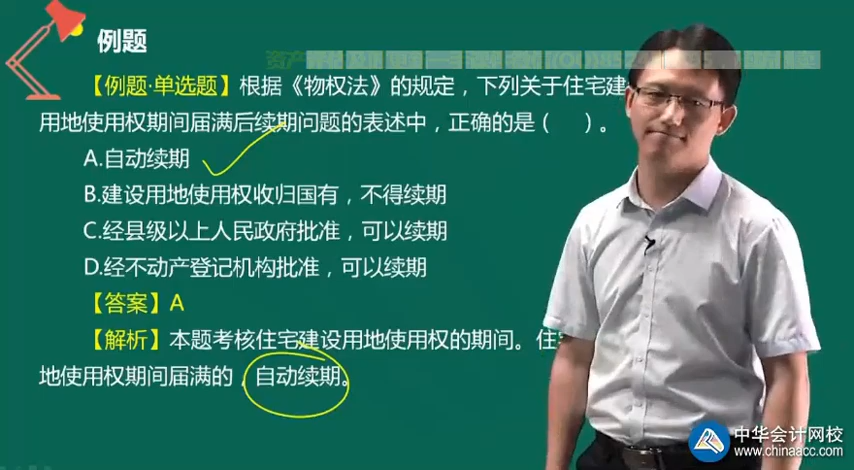 例题
【例题·单选题】根据《物权法》的规定，下列关于住宅建
用地使用权期间届满后续期问题的表述中，正确的是（ ）。
A.自动续期
B.建设用地使用权收归国有，不得续期
C.经县级以上人民政府批准，可以续期
D.经不动产登记机构批准，可以续期
【答案】A
【解析】本题考核住宅建设用地使用权的期间。住
地使用权期间届满的，自动续期。
中华会计网校
www.chinaacc.com